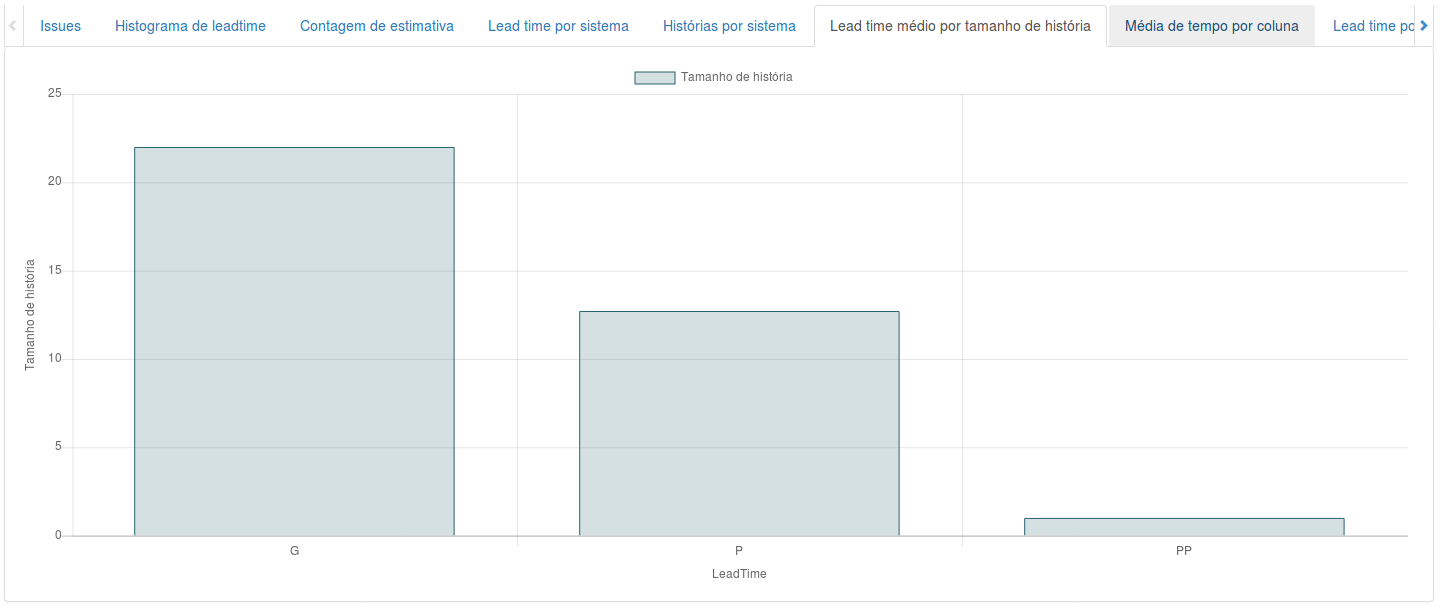 Issues
Histograma de leadtime
Contagem de estimativa
Lead time por sistema
Histórias por sistema
Lead time médio por tamanho de história
Média de tempo por coluna
Lead time po
Tamanho de história
25
20
15
10
5
0
Tamanho de história
G
P
PP
LeadTime